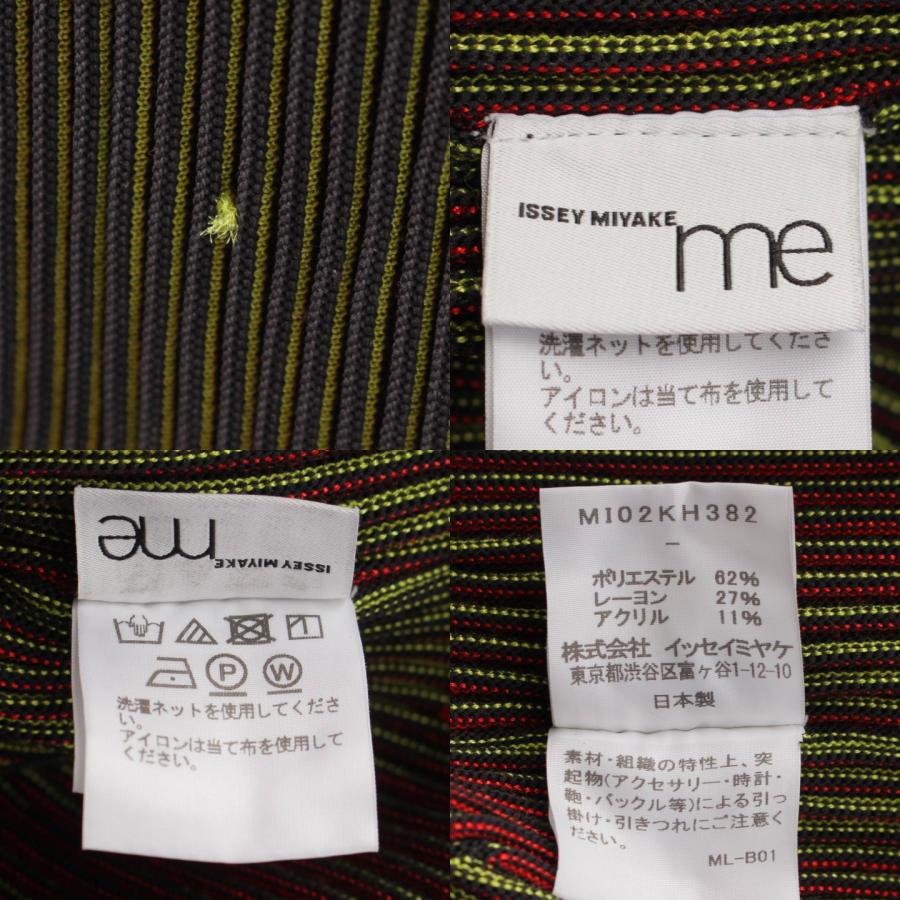 ISSEY MIYAKE
me
洗濯ネットを使用してくださ
い。
アイロンは当て布を使用して
ください。
me
ISSEY MIYAKE
P
W
洗濯ネットを使用してくださ
い。
アイロンは当て布を使用して
ください。
MI02KH382
-
ポリエステル 62%
レーヨン 27%
アクリル 11%
株式会社 イッセイミヤケ
東京都渋谷区富ヶ谷1-12-10
日本製
素材・組織の特性上、突
起物(アクセサリー・時計・
鞄・バックル等)による引っ
掛け・引きつれにご注意く
ださい。
ML-B01